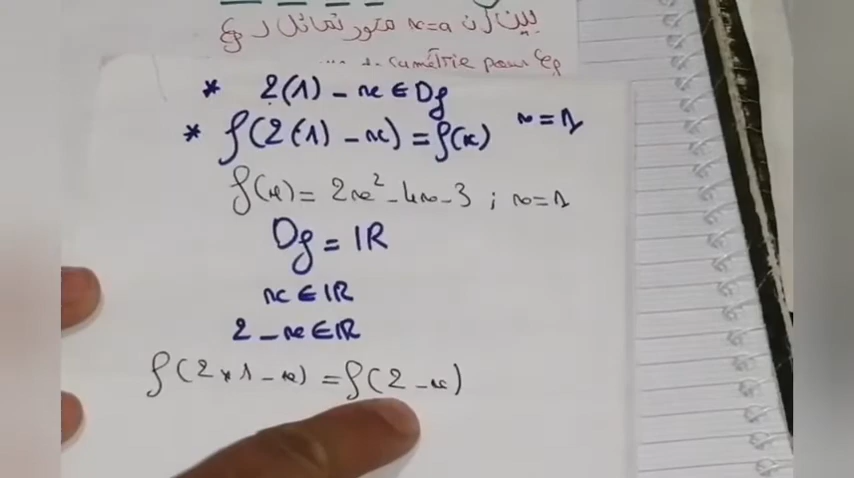 بين أن x=a محور تماثل لـ Cf
de symétrie pour Cf
* 2(1) - x ∈ Df
* f(2(1) - x) = f(x) x = 1
f(x) = 2x² - 4x - 3 ; x = 1
Df = IR
x ∈ IR
2 - x ∈ IR
f(2 × 1 - x) = f(2 - x)